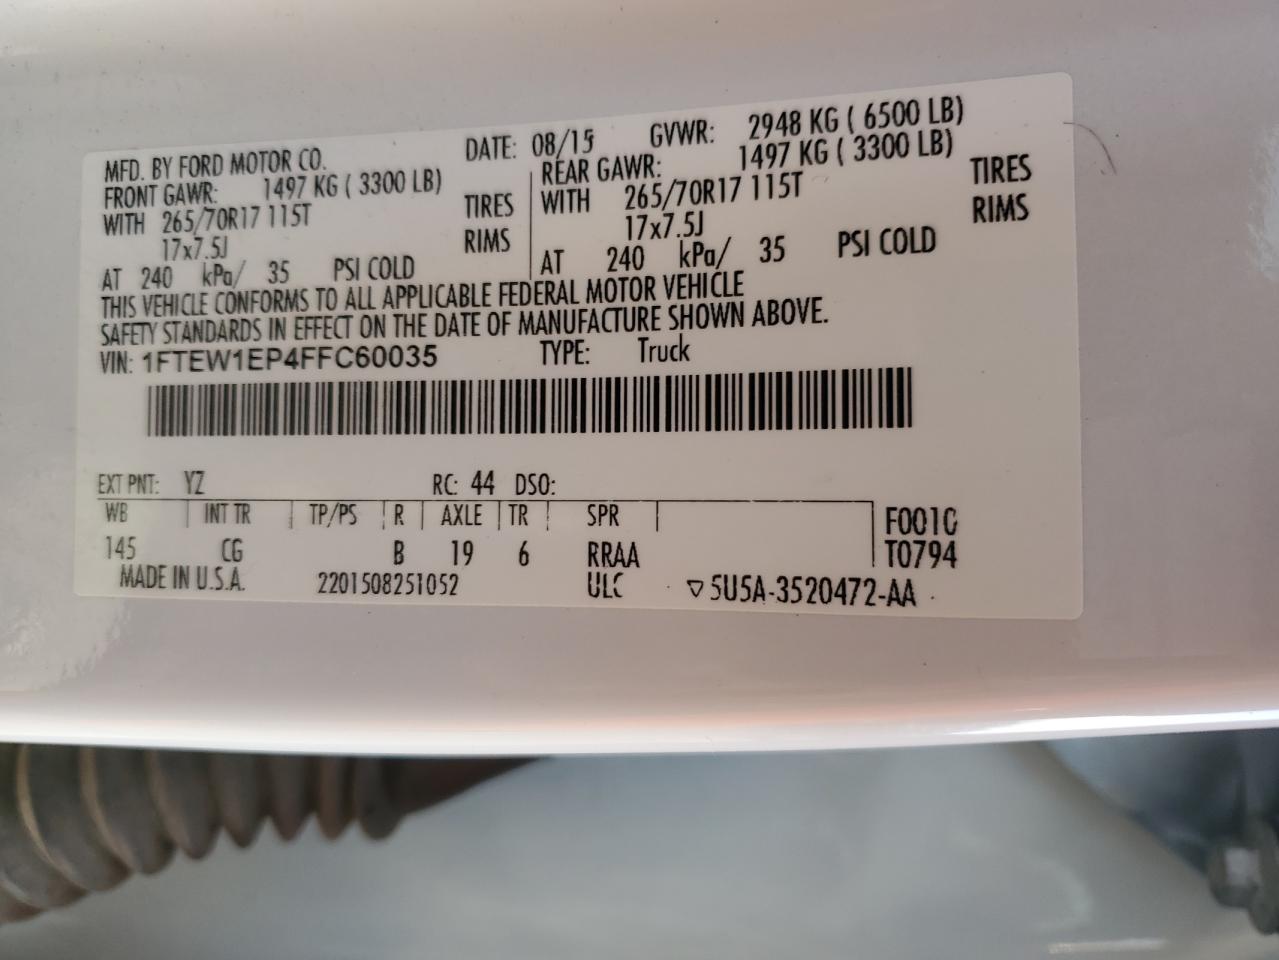 MFD. BY FORD MOTOR CO. DATE: 08/15 GVWR: 2948 KG ( 6500 LB)
FRONT GAWR: 1497 KG ( 3300 LB) REAR GAWR: 1497 KG ( 3300 LB)
WITH 265/70R17 115T TIRES WITH 265/70R17 115T TIRES
17x7.5J RIMS 17x7.5J RIMS
AT 240 kPa/ 35 PSI COLD AT 240 kPa/ 35 PSI COLD
THIS VEHICLE CONFORMS TO ALL APPLICABLE FEDERAL MOTOR VEHICLE
SAFETY STANDARDS IN EFFECT ON THE DATE OF MANUFACTURE SHOWN ABOVE.
VIN: 1FTEW1EP4FFC60035 TYPE: Truck
EXT PNT: YZ RC: 44 DSO:
WB INT TR TP/PS R AXLE TR SPR
145 CG B 19 6 RRAA
F0010
T0794
MADE IN U.S.A. 2201508251052 ULC ▽5U5A-3520472-AA